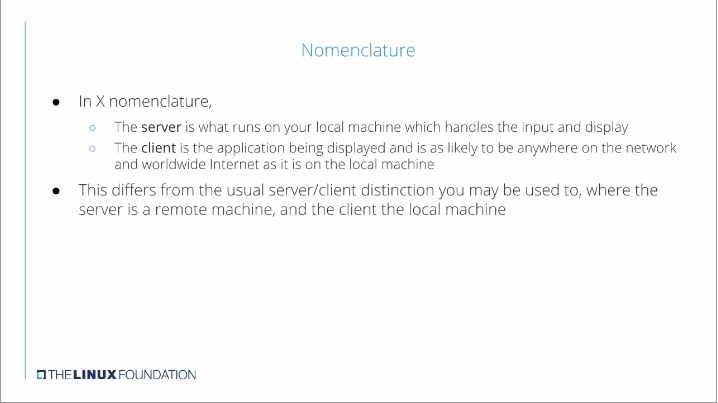 Nomenclature
● In X nomenclature,
○ The server is what runs on your local machine which handles the input and display
○ The client is the application being displayed and is as likely to be anywhere on the network
and worldwide Internet as it is on the local machine
● This differs from the usual server/client distinction you may be used to, where the
server is a remote machine, and the client the local machine
THE LINUX FOUNDATION